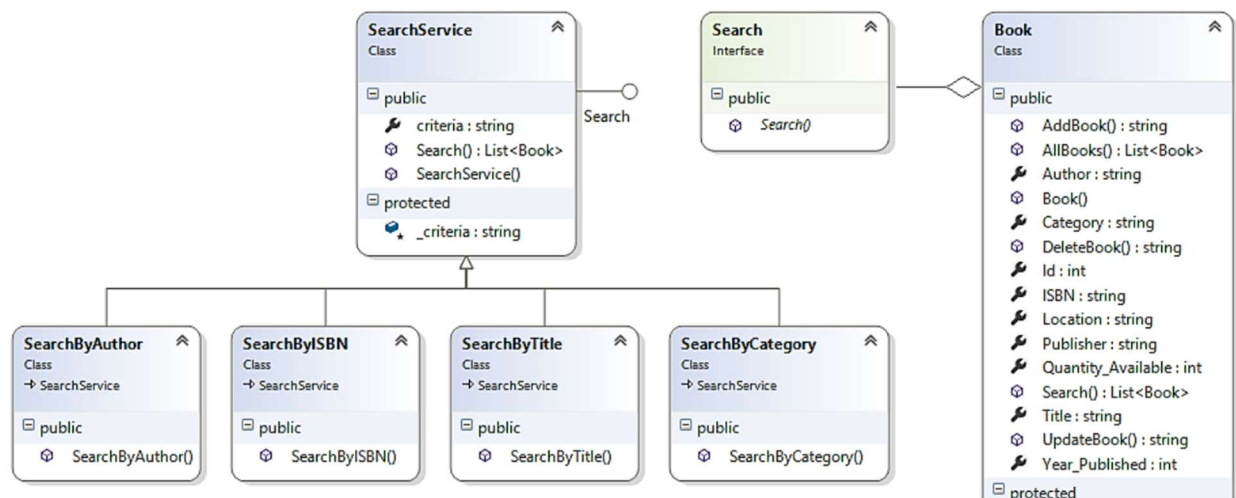 SearchService
Class
public
criteria : string
Search() : List<Book>
SearchService()
protected
_criteria : string
Search
Search
Interface
public
Search()
Book
Class
public
AddBook() : string
AllBooks() : List<Book>
Author : string
Book()
Category : string
DeleteBook() : string
Id : int
ISBN : string
Location : string
Publisher : string
Quantity_Available : int
Search() : List<Book>
Title : string
UpdateBook() : string
Year_Published : int
protected
SearchByAuthor
Class
→ SearchService
public
SearchByAuthor()
SearchByISBN
Class
→ SearchService
public
SearchByISBN()
SearchByTitle
Class
→ SearchService
public
SearchByTitle()
SearchByCategory
Class
→ SearchService
public
SearchByCategory()